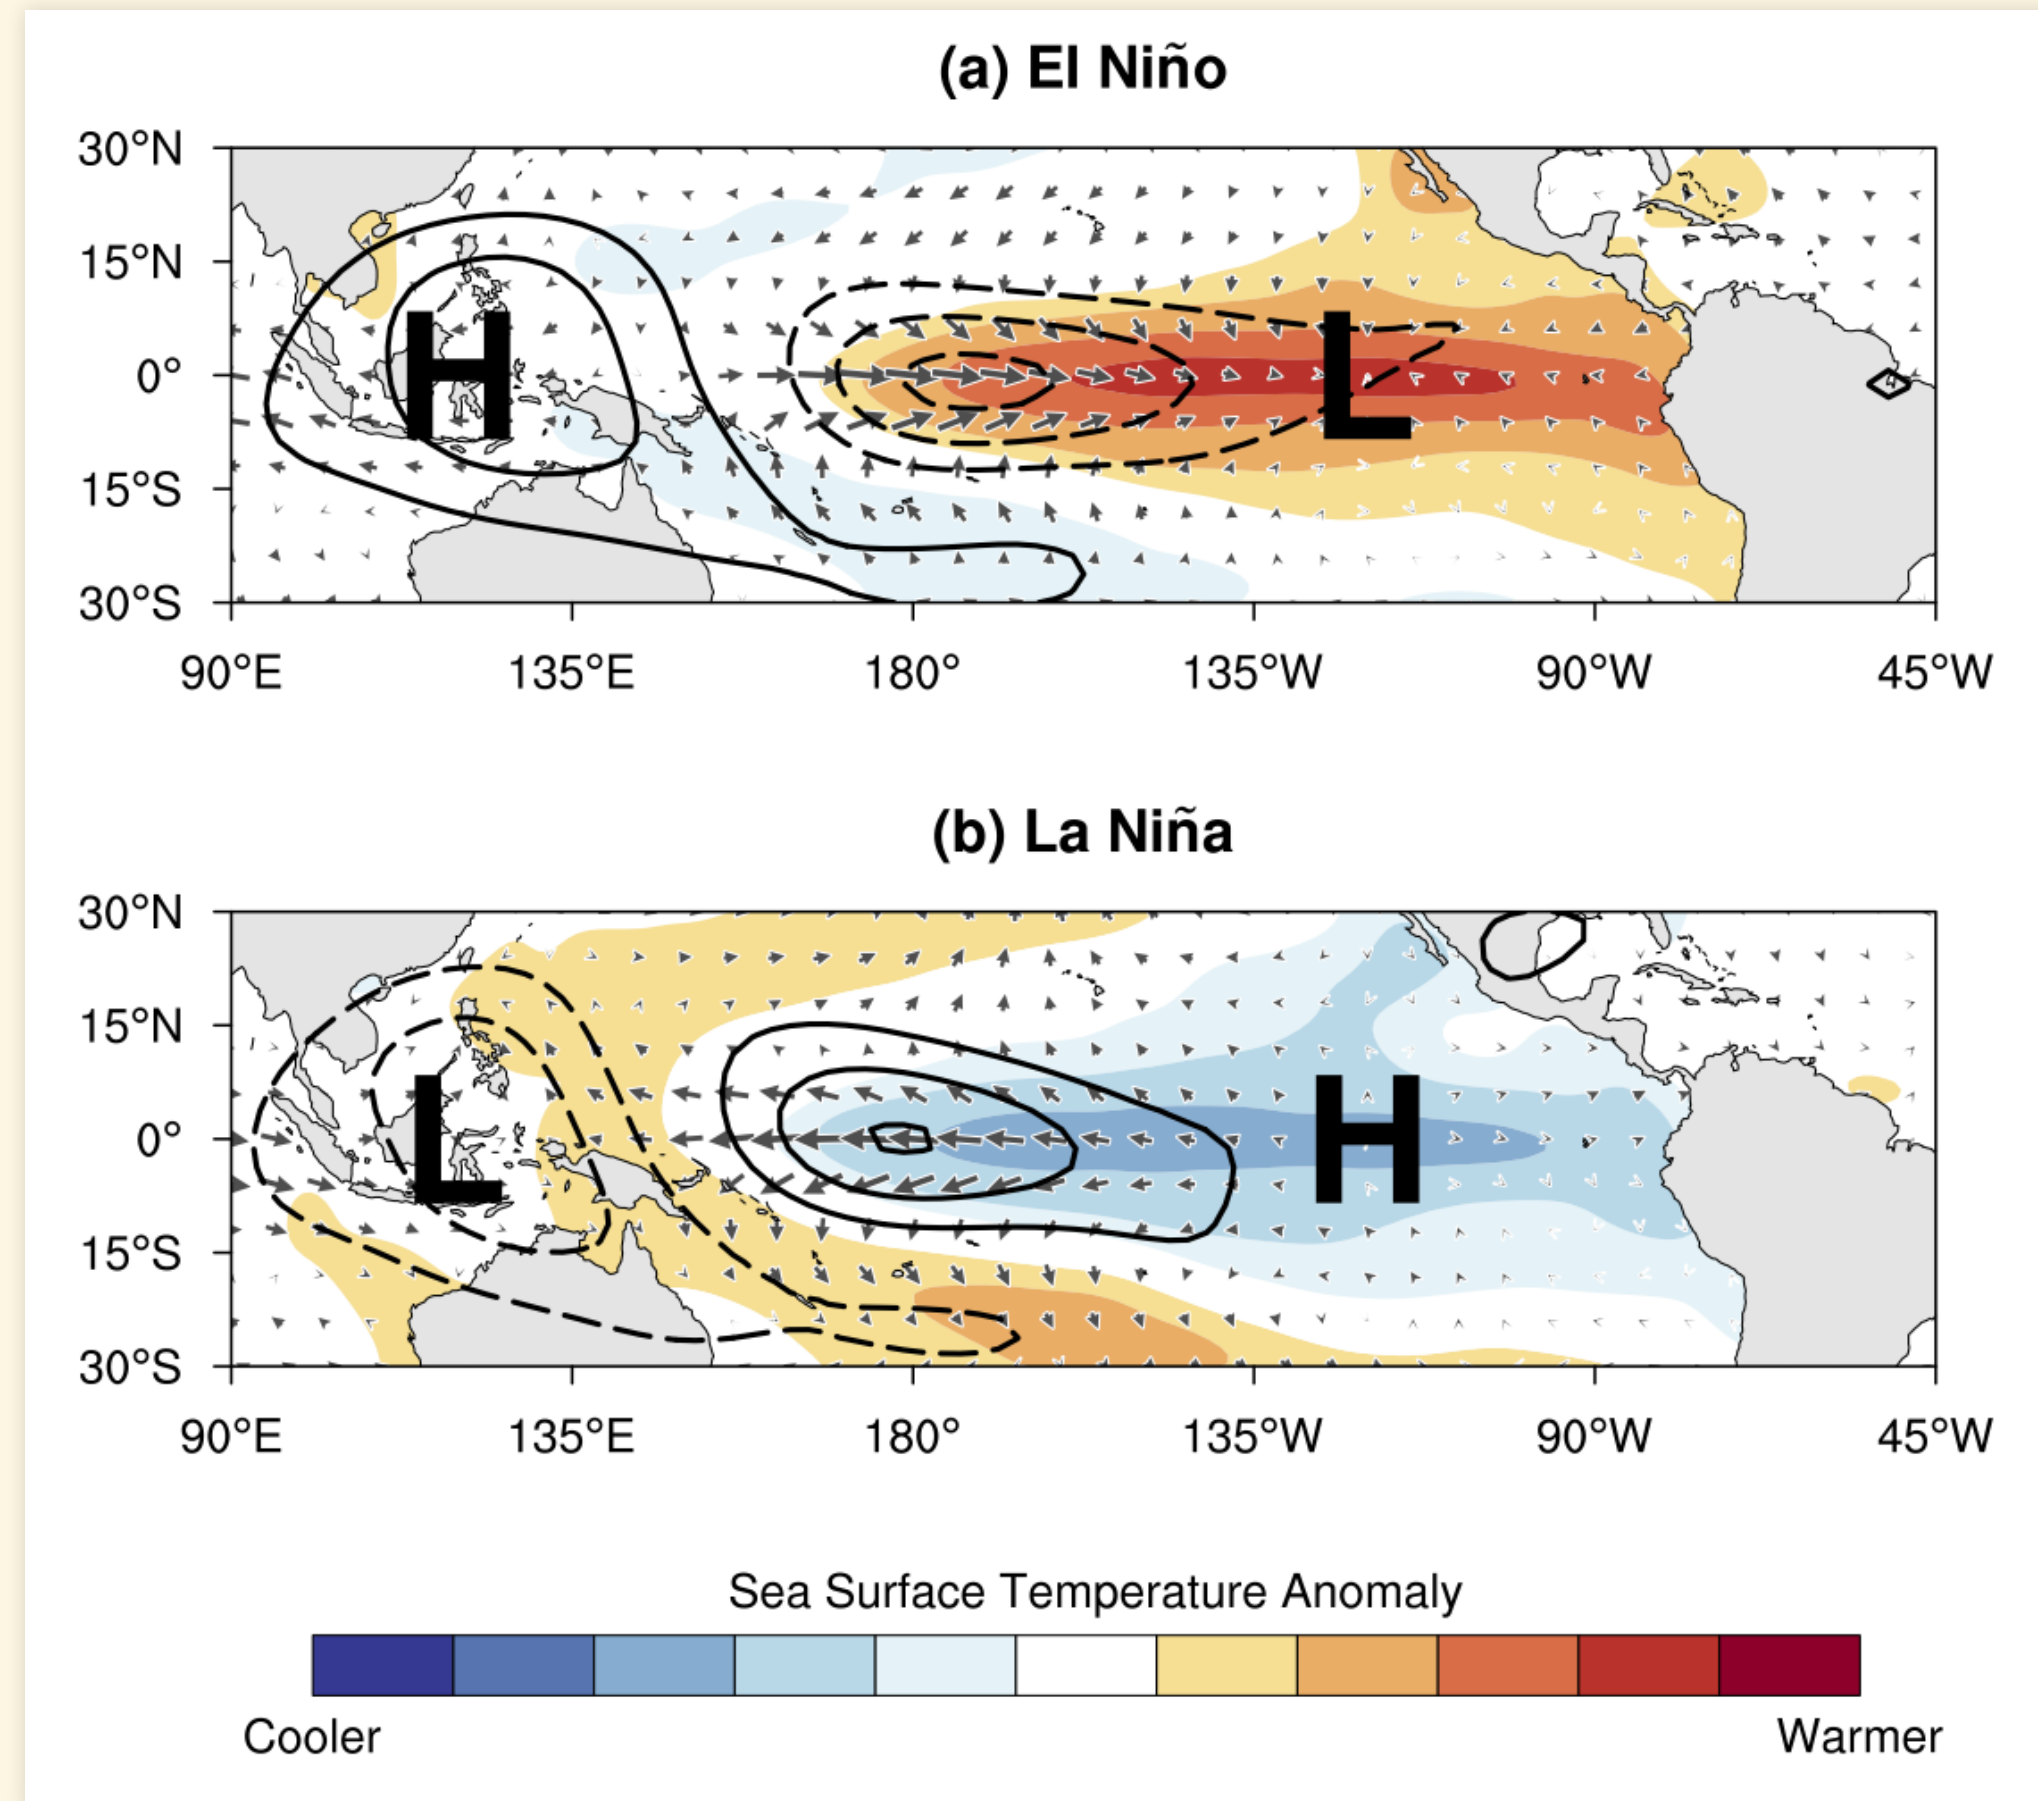 (a) El Niño
30°N
15°N
0°
15°S
30°S
H
L
90°E 135°E 180° 135°W 90°W 45°W
(b) La Niña
30°N
15°N
0°
15°S
30°S
L
H
90°E 135°E 180° 135°W 90°W 45°W
Sea Surface Temperature Anomaly
Cooler Warmer